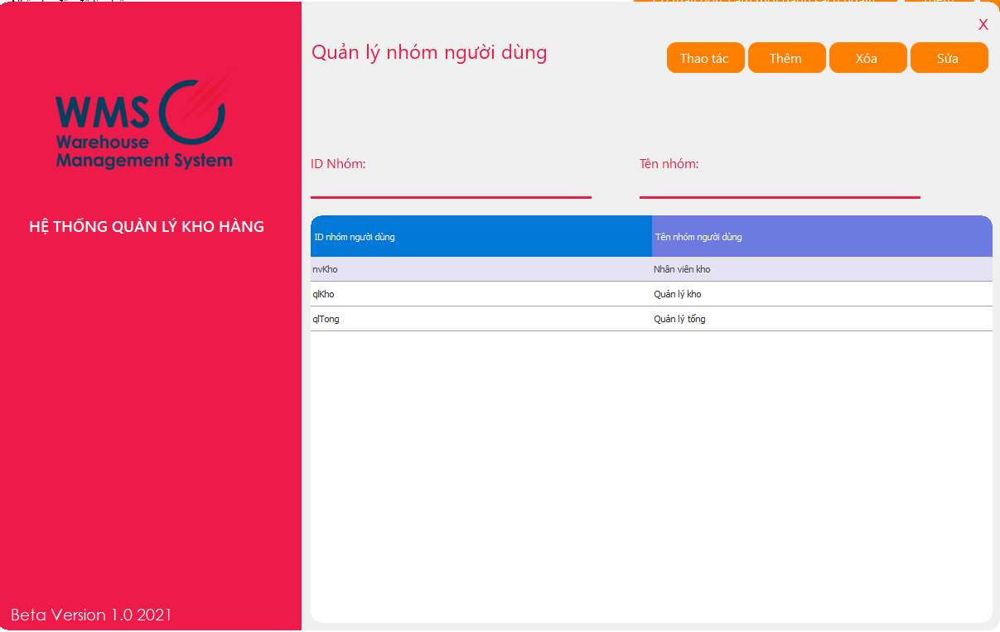 X
Quản lý nhóm người dùng
Thao tác Thêm Xóa Sửa
WMS
Warehouse
Management System
HỆ THỐNG QUẢN LÝ KHO HÀNG
ID Nhóm: Tên nhóm:
ID nhóm người dùng Tên nhóm người dùng
nvKho Nhân viên kho
qlKho Quản lý kho
qlTong Quản lý tổng
Beta Version 1.0 2021